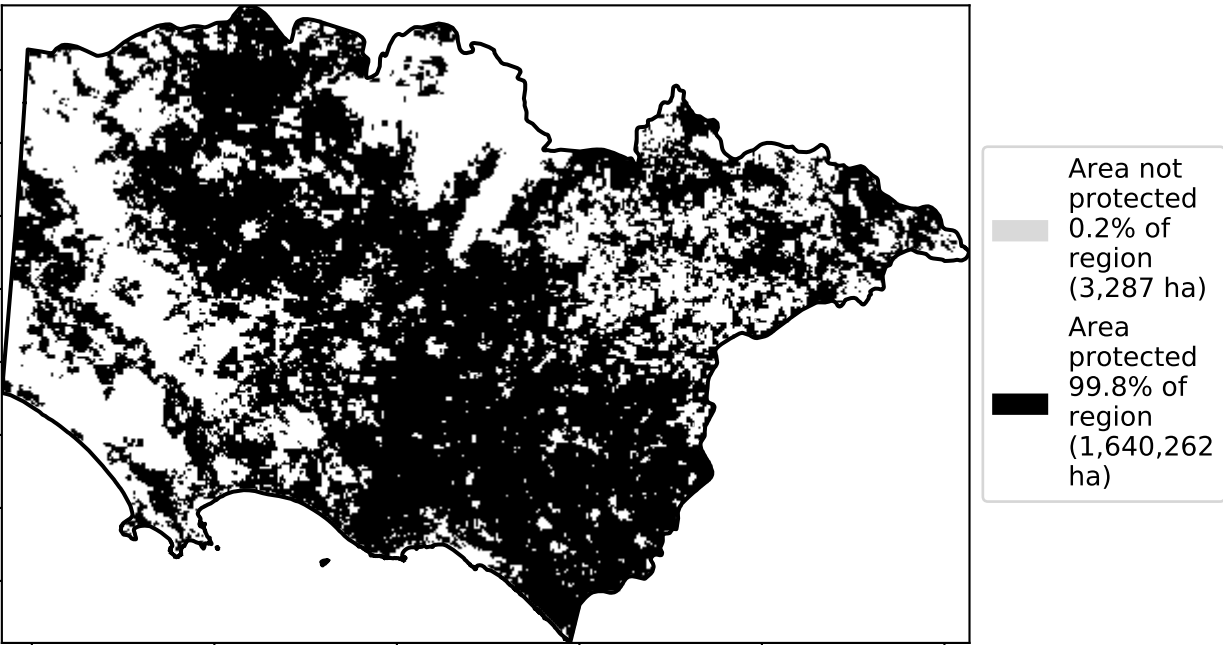 Area not
protected
0.2% of
region
(3,287 ha)
Area
protected
99.8% of
region
(1,640,262
ha)